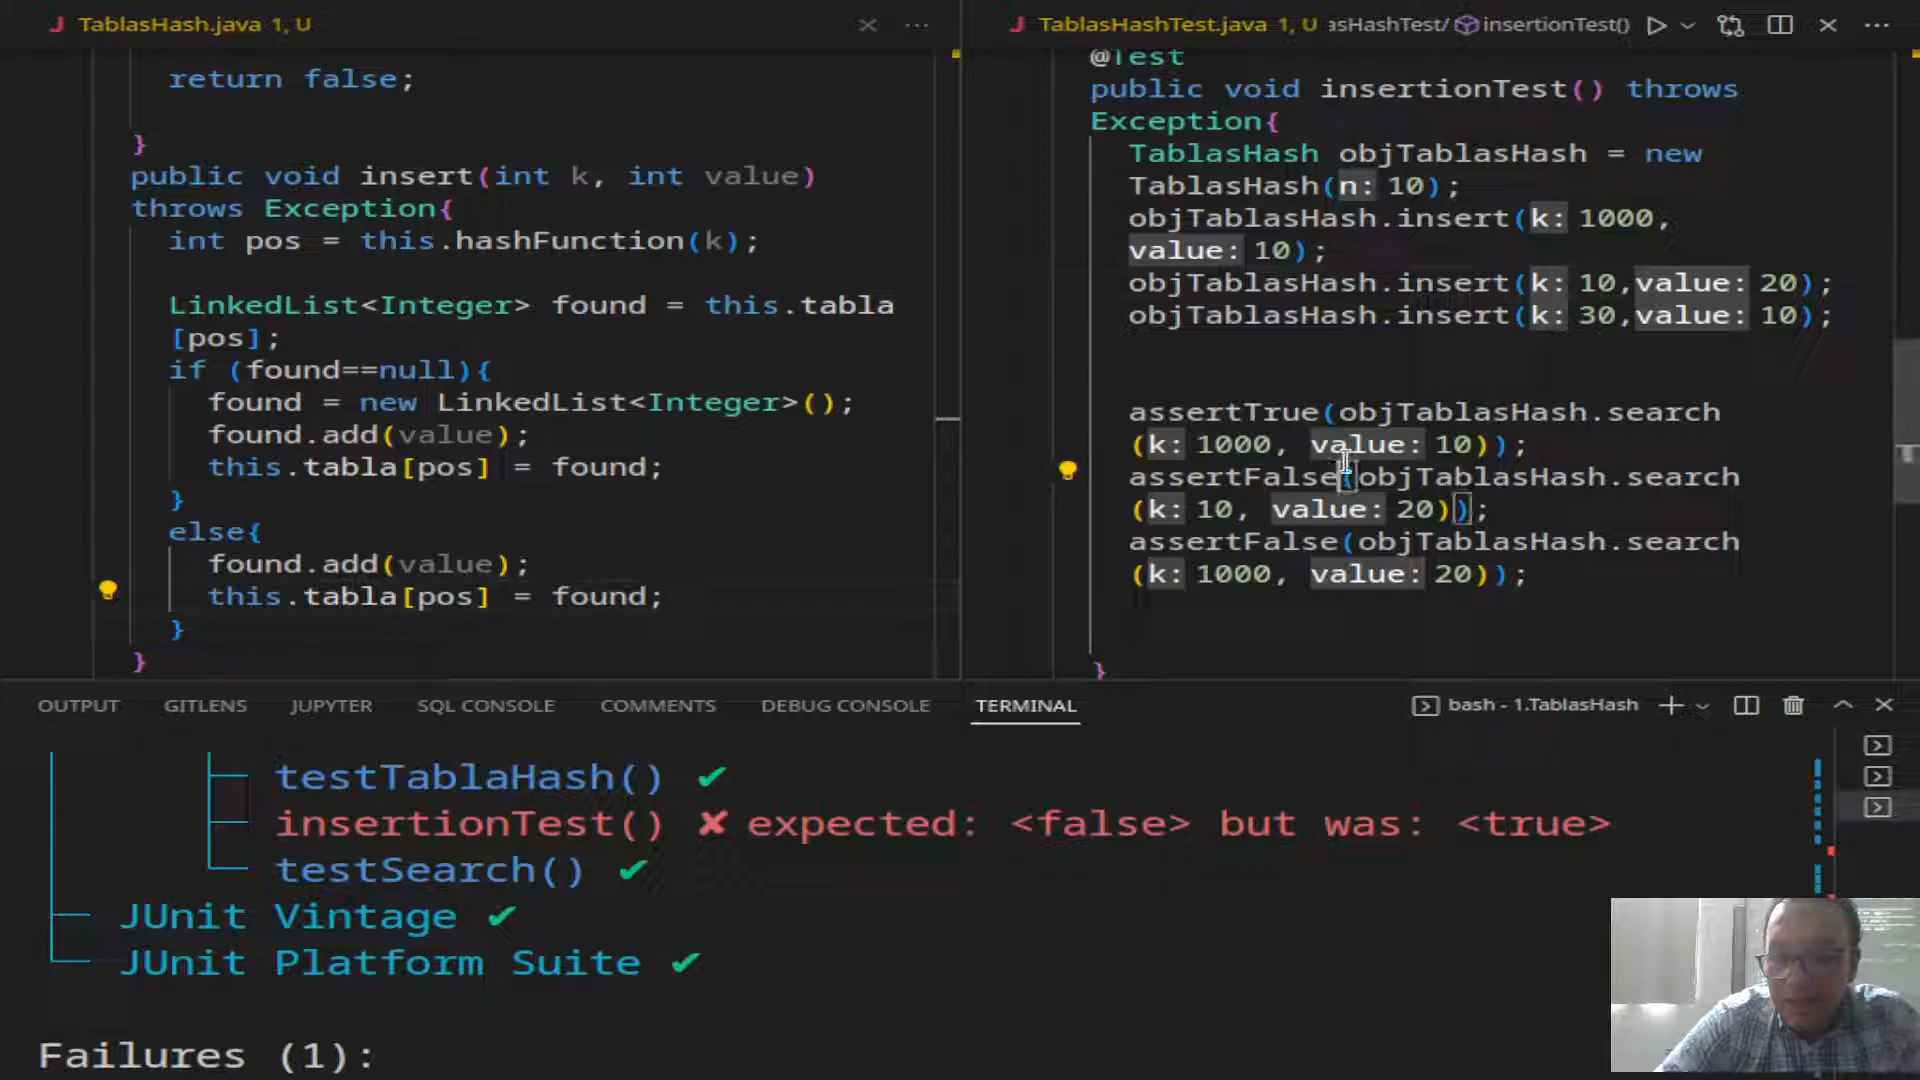 TablasHash.java 1, U
return false;
}
public void insert(int k, int value)
throws Exception{
int pos = this.hashFunction(k);
LinkedList<Integer> found = this.tabla
[pos];
if (found==null){
found = new LinkedList<Integer>();
found.add(value);
this.tabla[pos] = found;
}
else{
found.add(value);
this.tabla[pos] = found;
}
}
TablasHashTest.java 1, U asHashTest/ insertionTest()
@Test
public void insertionTest() throws
Exception{
TablasHash objTablasHash = new
TablasHash(n: 10);
objTablasHash.insert(k: 1000,
value: 10);
objTablasHash.insert(k: 10,value: 20);
objTablasHash.insert(k: 30,value: 10);
assertTrue(objTablasHash.search
(k: 1000, value: 10));
assertFalse(objTablasHash.search
(k: 10, value: 20));
assertFalse(objTablasHash.search
(k: 1000, value: 20));
}
OUTPUT GITLENS JUPYTER SQL CONSOLE COMMENTS DEBUG CONSOLE TERMINAL bash - 1.TablasHash
testTablaHash() ✔
insertionTest() ✘ expected: <false> but was: <true>
testSearch() ✔
JUnit Vintage ✔
JUnit Platform Suite ✔
Failures (1):